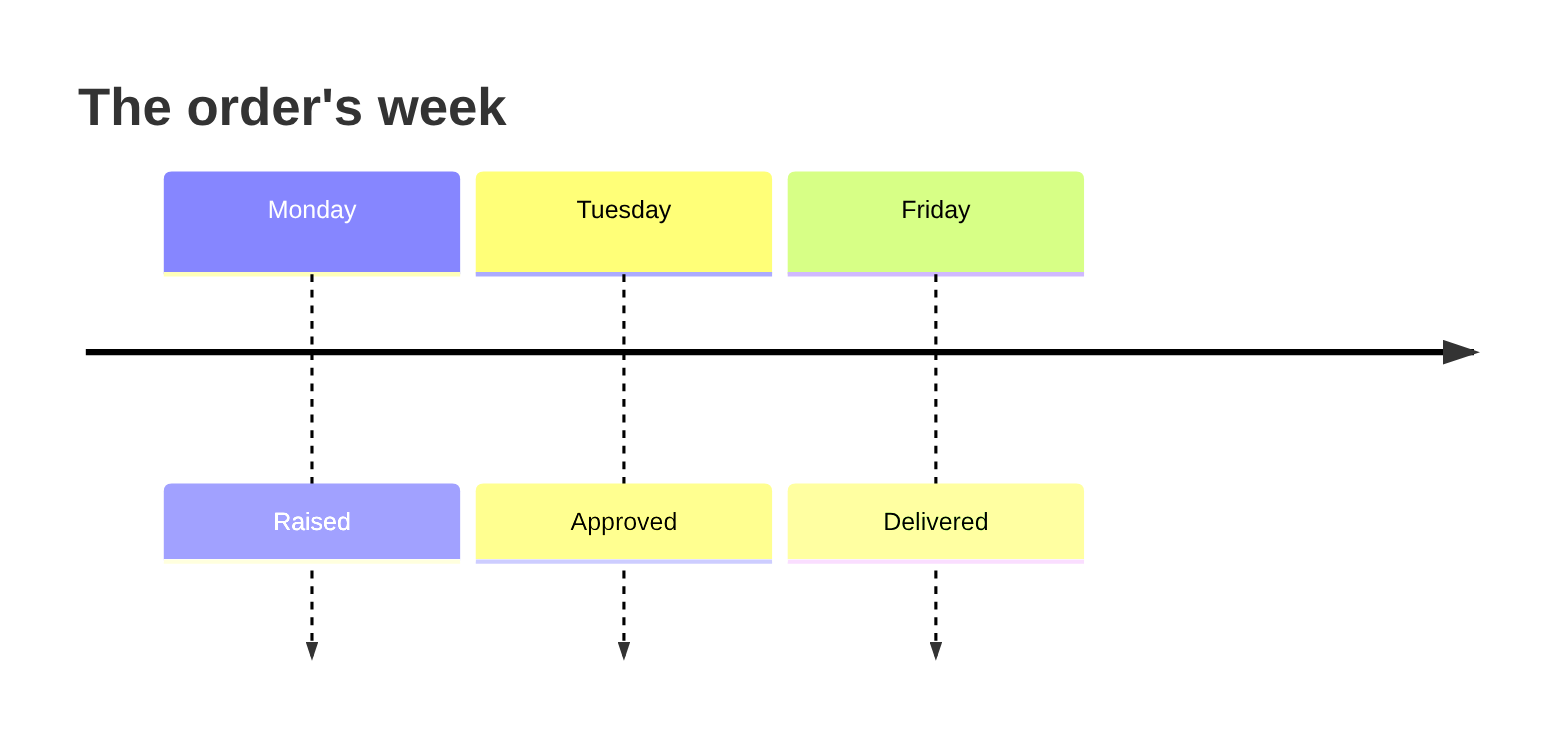 The order's week
Monday
Tuesday
Friday
Raised
Approved
Delivered